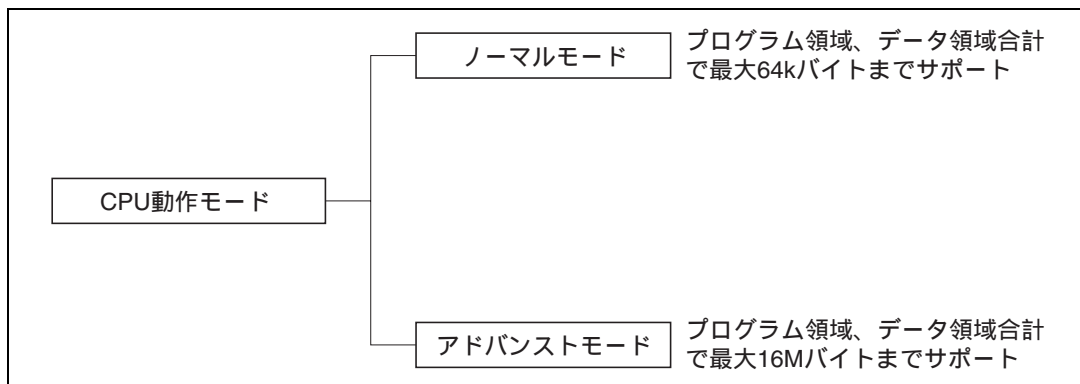 ノーマルモード
プログラム領域、データ領域合計
で最大64kバイトまでサポート
CPU動作モード
アドバンストモード
プログラム領域、データ領域合計
で最大16Mバイトまでサポート